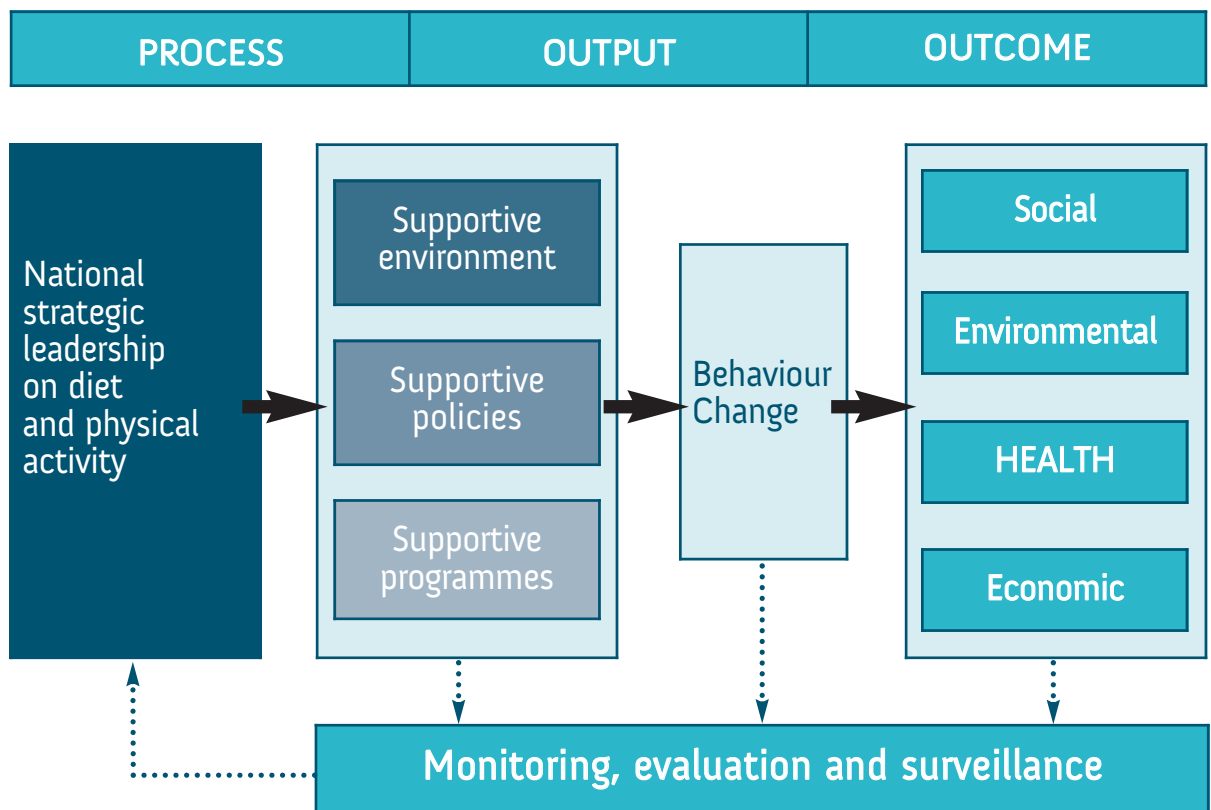 PROCESS
OUTPUT
OUTCOME
National
strategic
leadership
on diet
and physical
activity
Supportive
environment
Supportive
policies
Supportive
programmes
Behaviour
Change
Social
Environmental
HEALTH
Economic
Monitoring, evaluation and surveillance